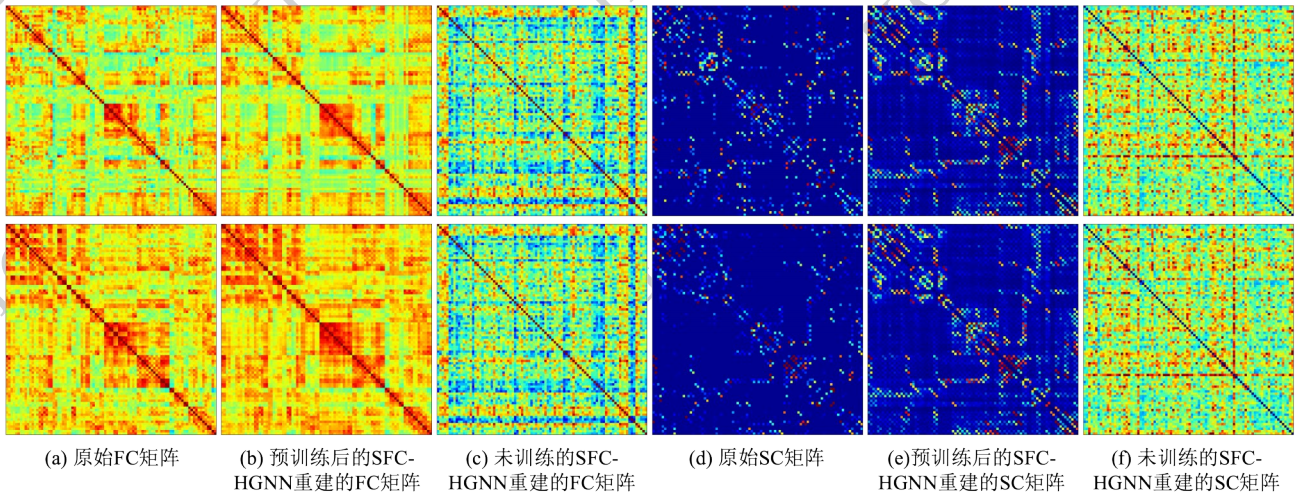 (a) 原始FC矩阵
(b) 预训练后的SFC-
HGNN重建的FC矩阵
(c) 未训练的SFC-
HGNN重建的FC矩阵
(d) 原始SC矩阵
(e)预训练后的SFC-
HGNN重建的SC矩阵
(f) 未训练的SFC-
HGNN重建的SC矩阵